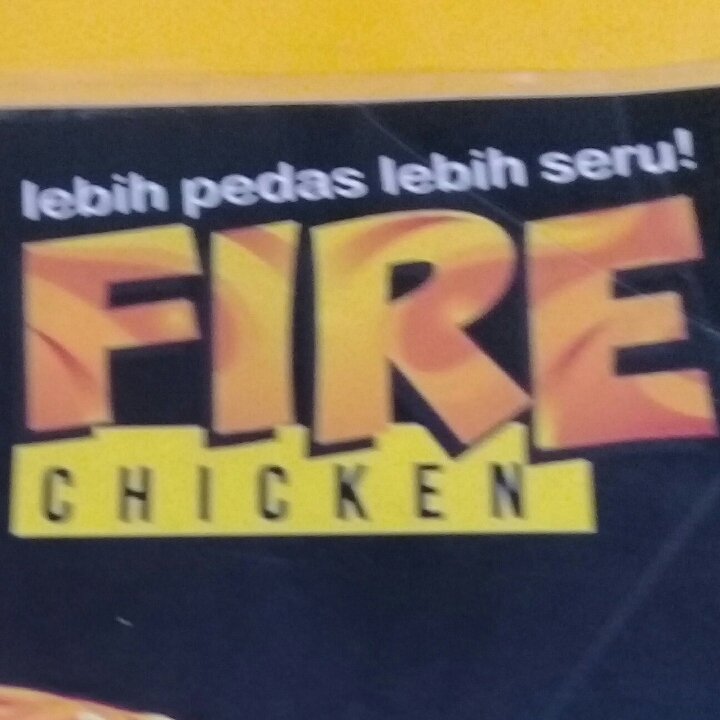 lebih pedas lebih seru!
FIRE
CHICKEN